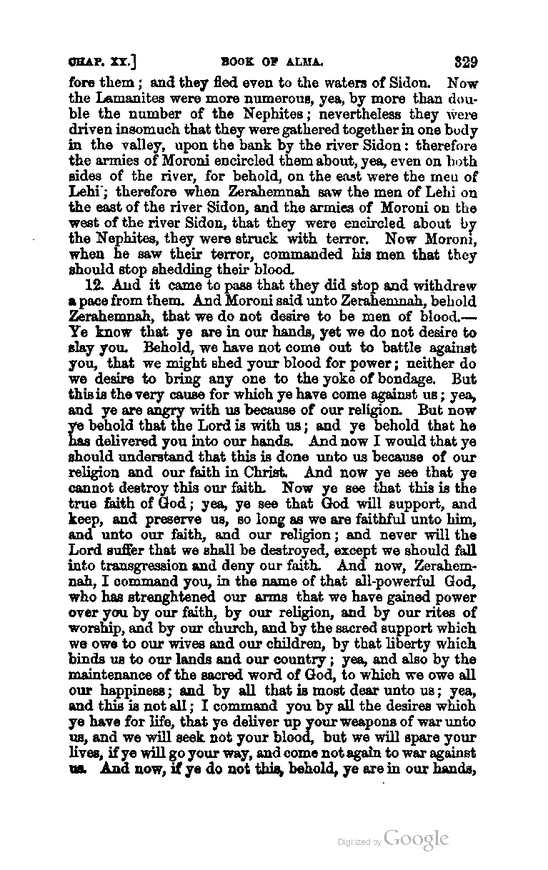 CHAP. XX.] BOOK OF ALMA. 329
fore them; and they fled even to the waters of Sidon. Now
the Lamanites were more numerous, yea, by more than dou-
ble the number of the Nephites; nevertheless they were
driven insomuch that they were gathered together in one body
in the valley, upon the bank by the river Sidon: therefore
the armies of Moroni encircled them about, yea, even on both
sides of the river, for behold, on the east were the men of
Lehi; therefore when Zerahemnah saw the men of Lehi on
the east of the river Sidon, and the armies of Moroni on the
west of the river Sidon, that they were encircled about by
the Nephites, they were struck with terror. Now Moroni,
when he saw their terror, commanded his men that they
should stop shedding their blood.
12. And it came to pass that they did stop and withdrew
a pace from them. And Moroni said unto Zerahemnah, behold
Zerahemnah, that we do not desire to be men of blood.—
Ye know that ye are in our hands, yet we do not desire to
slay you. Behold, we have not come out to battle against
you, that we might shed your blood for power; neither do
we desire to bring any one to the yoke of bondage. But
this is the very cause for which ye have come against us; yea,
and ye are angry with us because of our religion. But now
ye behold that the Lord is with us; and ye behold that he
has delivered you into our hands. And now I would that ye
should understand that this is done unto us because of our
religion and our faith in Christ. And now ye see that ye
cannot destroy this our faith. Now ye see that this is the
true faith of God; yea, ye see that God will support, and
keep, and preserve us, so long as we are faithful unto him,
and unto our faith, and our religion; and never will the
Lord suffer that we shall be destroyed, except we should fall
into transgression and deny our faith. And now, Zerahem-
nah, I command you, in the name of that all-powerful God,
who has strenghtened our arms that we have gained power
over you by our faith, by our religion, and by our rites of
worship, and by our church, and by the sacred support which
we owe to our wives and our children, by that liberty which
binds us to our lands and our country; yea, and also by the
maintenance of the sacred word of God, to which we owe all
our happiness; and by all that is most dear unto us; yea,
and this is not all; I command you by all the desires which
ye have for life, that ye deliver up your weapons of war unto
us, and we will seek not your blood, but we will spare your
lives, if ye will go your way, and come not again to war against
us. And now, if ye do not this, behold, ye are in our hands,
Digitized by Google